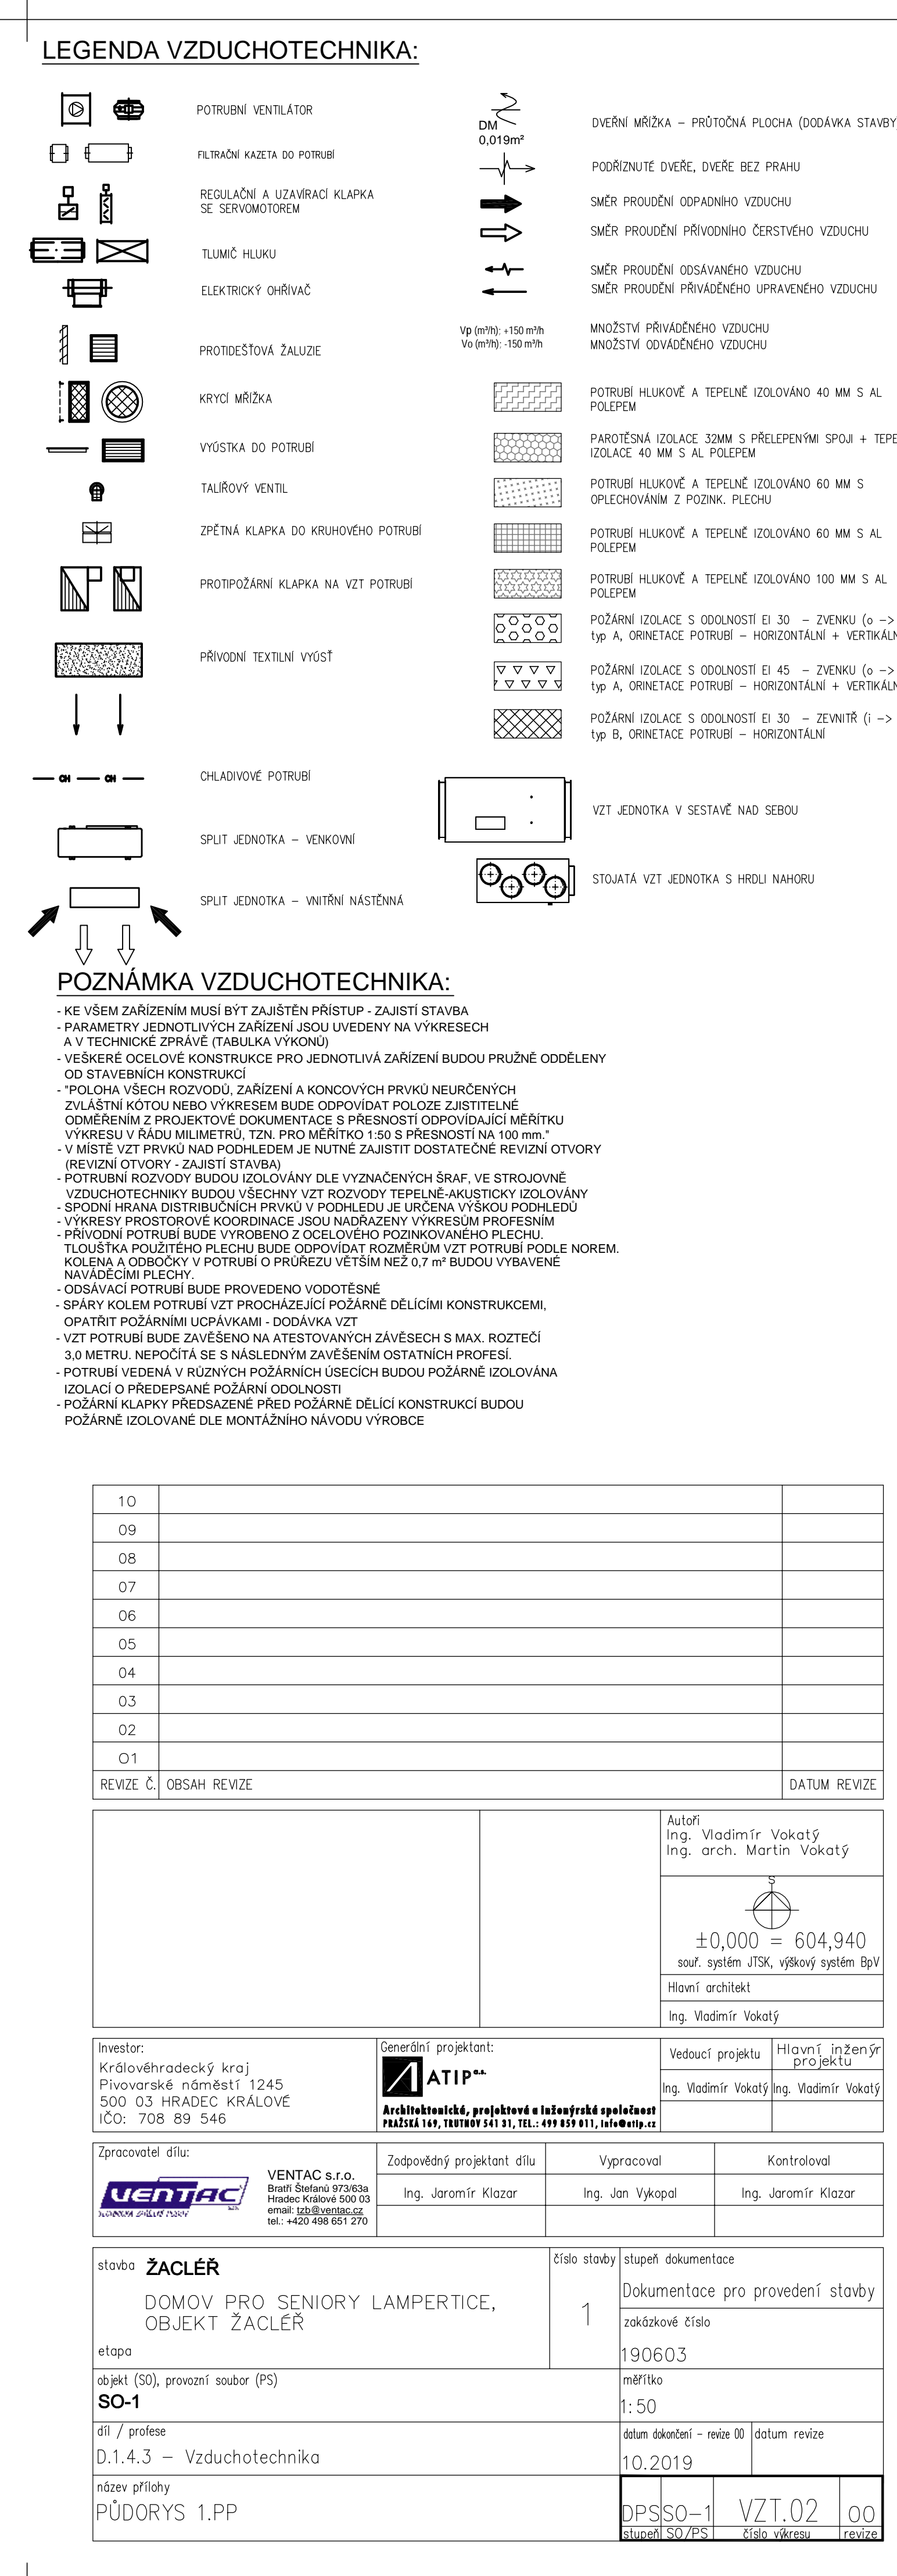 LEGENDA VZDUCHOTECHNIKA:
POTRUBNÍ VENTILÁTOR
FILTRAČNÍ KAZETA DO POTRUBÍ
REGULAČNÍ A UZAVÍRACÍ KLAPKA
SE SERVOMOTOREM
TLUMIČ HLUKU
ELEKTRICKÝ OHŘÍVAČ
PROTIDEŠŤOVÁ ŽALUZIE
KRYCÍ MŘÍŽKA
VYÚSTKA DO POTRUBÍ
TALÍŘOVÝ VENTIL
ZPĚTNÁ KLAPKA DO KRUHOVÉHO POTRUBÍ
PROTIPOŽÁRNÍ KLAPKA NA VZT POTRUBÍ
PŘÍVODNÍ TEXTILNÍ VYÚSŤ
CH CH
CHLADIVOVÉ POTRUBÍ
SPLIT JEDNOTKA – VENKOVNÍ
SPLIT JEDNOTKA – VNITŘNÍ NÁSTĚNNÁ
DM
0,019m²
DVEŘNÍ MŘÍŽKA – PRŮTOČNÁ PLOCHA (DODÁVKA STAVBY)
PODŘÍZNUTÉ DVEŘE, DVEŘE BEZ PRAHU
SMĚR PROUDĚNÍ ODPADNÍHO VZDUCHU
SMĚR PROUDĚNÍ PŘÍVODNÍHO ČERSTVÉHO VZDUCHU
SMĚR PROUDĚNÍ ODSÁVANÉHO VZDUCHU
SMĚR PROUDĚNÍ PŘIVÁDĚNÉHO UPRAVENÉHO VZDUCHU
Vp (m³/h): +150 m³/h
Vo (m³/h): -150 m³/h
MNOŽSTVÍ PŘIVÁDĚNÉHO VZDUCHU
MNOŽSTVÍ ODVÁDĚNÉHO VZDUCHU
POTRUBÍ HLUKOVĚ A TEPELNĚ IZOLOVÁNO 40 MM S AL
POLEPEM
PAROTĚSNÁ IZOLACE 32MM S PŘELEPENÝMI SPOJI + TEPE
IZOLACE 40 MM S AL POLEPEM
POTRUBÍ HLUKOVĚ A TEPELNĚ IZOLOVÁNO 60 MM S
OPLECHOVÁNÍM Z POZINK. PLECHU
POTRUBÍ HLUKOVĚ A TEPELNĚ IZOLOVÁNO 60 MM S AL
POLEPEM
POTRUBÍ HLUKOVĚ A TEPELNĚ IZOLOVÁNO 100 MM S AL
POLEPEM
POŽÁRNÍ IZOLACE S ODOLNOSTÍ EI 30 – ZVENKU (o ->
typ A, ORINETACE POTRUBÍ – HORIZONTÁLNÍ + VERTIKÁLN
POŽÁRNÍ IZOLACE S ODOLNOSTÍ EI 45 – ZVENKU (o ->
typ A, ORINETACE POTRUBÍ – HORIZONTÁLNÍ + VERTIKÁLN
POŽÁRNÍ IZOLACE S ODOLNOSTÍ EI 30 – ZEVNITŘ (i ->
typ B, ORINETACE POTRUBÍ – HORIZONTÁLNÍ
VZT JEDNOTKA V SESTAVĚ NAD SEBOU
STOJATÁ VZT JEDNOTKA S HRDLI NAHORU
POZNÁMKA VZDUCHOTECHNIKA:
- KE VŠEM ZAŘÍZENÍM MUSÍ BÝT ZAJIŠTĚN PŘÍSTUP - ZAJISTÍ STAVBA
- PARAMETRY JEDNOTLIVÝCH ZAŘÍZENÍ JSOU UVEDENY NA VÝKRESECH
A V TECHNICKÉ ZPRÁVĚ (TABULKA VÝKONŮ)
- VEŠKERÉ OCELOVÉ KONSTRUKCE PRO JEDNOTLIVÁ ZAŘÍZENÍ BUDOU PRUŽNĚ ODDĚLENY
OD STAVEBNÍCH KONSTRUKCÍ
- "POLOHA VŠECH ROZVODŮ, ZAŘÍZENÍ A KONCOVÝCH PRVKŮ NEURČENÝCH
ZVLÁŠTNÍ KÓTOU NEBO VÝKRESEM BUDE ODPOVÍDAT POLOZE ZJISTITELNÉ
ODMĚŘENÍM Z PROJEKTOVÉ DOKUMENTACE S PŘESNOSTÍ ODPOVÍDAJÍCÍ MĚŘÍTKU
VÝKRESU V ŘÁDU MILIMETRŮ, TZN. PRO MĚŘÍTKO 1:50 S PŘESNOSTÍ NA 100 mm."
- V MÍSTĚ VZT PRVKŮ NAD PODHLEDEM JE NUTNÉ ZAJISTIT DOSTATEČNÉ REVIZNÍ OTVORY
(REVIZNÍ OTVORY - ZAJISTÍ STAVBA)
- POTRUBNÍ ROZVODY BUDOU IZOLOVÁNY DLE VYZNAČENÝCH ŠRAF, VE STROJOVNĚ
VZDUCHOTECHNIKY BUDOU VŠECHNY VZT ROZVODY TEPELNĚ-AKUSTICKY IZOLOVÁNY
- SPODNÍ HRANA DISTRIBUČNÍCH PRVKŮ V PODHLEDU JE URČENA VÝŠKOU PODHLEDŮ
- VÝKRESY PROSTOROVÉ KOORDINACE JSOU NADŘAZENY VÝKRESŮM PROFESNÍM
- PŘÍVODNÍ POTRUBÍ BUDE VYROBENO Z OCELOVÉHO POZINKOVANÉHO PLECHU.
TLOUŠŤKA POUŽITÉHO PLECHU BUDE ODPOVÍDAT ROZMĚRŮM VZT POTRUBÍ PODLE NOREM.
KOLENA A ODBOČKY V POTRUBÍ O PRŮŘEZU VĚTŠÍM NEŽ 0,7 m² BUDOU VYBAVENÉ
NAVÁDĚCÍMI PLECHY.
- ODSÁVACÍ POTRUBÍ BUDE PROVEDENO VODOTĚSNÉ
- SPÁRY KOLEM POTRUBÍ VZT PROCHÁZEJÍCÍ POŽÁRNĚ DĚLÍCÍMI KONSTRUKCEMI,
OPATŘIT POŽÁRNÍMI UCPÁVKAMI - DODÁVKA VZT
- VZT POTRUBÍ BUDE ZAVĚŠENO NA ATESTOVANÝCH ZÁVĚSECH S MAX. ROZTEČÍ
3,0 METRU. NEPOČÍTÁ SE S NÁSLEDNÝM ZAVĚŠENÍM OSTATNÍCH PROFESÍ.
- POTRUBÍ VEDENÁ V RŮZNÝCH POŽÁRNÍCH ÚSECÍCH BUDOU POŽÁRNĚ IZOLOVÁNA
IZOLACÍ O PŘEDEPSANÉ POŽÁRNÍ ODOLNOSTI
- POŽÁRNÍ KLAPKY PŘEDSAZENÉ PŘED POŽÁRNĚ DĚLÍCÍ KONSTRUKCÍ BUDOU
POŽÁRNĚ IZOLOVANÉ DLE MONTÁŽNÍHO NÁVODU VÝROBCE
10
09
08
07
06
05
04
03
02
O1
REVIZE Č. OBSAH REVIZE DATUM REVIZE
Autoři
Ing. Vladimír Vokatý
Ing. arch. Martin Vokatý
S
±0,000 = 604,940
souř. systém JTSK, výškový systém BpV
Hlavní architekt
Ing. Vladimír Vokatý
Investor:
Královéhradecký kraj
Pivovarské náměstí 1245
500 03 HRADEC KRÁLOVÉ
IČO: 708 89 546
Generální projektant:
ATIP a.s.
Architektonická, projektová a inženýrská společnost
PRAŽSKÁ 169, TRUTNOV 541 31, TEL.: 499 859 011, info@atip.cz
Vedoucí projektu
Hlavní inženýr
projektu
Ing. Vladimír Vokatý Ing. Vladimír Vokatý
Zpracovatel dílu:
VENTAC
VENTAC s.r.o.
Bratří Štefanů 973/63a
Hradec Králové 500 03
email: tzb@ventac.cz
tel.: +420 498 651 270
Zodpovědný projektant dílu Vypracoval Kontroloval
Ing. Jaromír Klazar Ing. Jan Vykopal Ing. Jaromír Klazar
stavba ŽACLÉŘ
DOMOV PRO SENIORY LAMPERTICE,
OBJEKT ŽACLÉŘ
etapa
číslo stavby
1
stupeň dokumentace
Dokumentace pro provedení stavby
zakázkové číslo
190603
objekt (SO), provozní soubor (PS)
SO-1
měřítko
1:50
díl / profese
D.1.4.3 – Vzduchotechnika
datum dokončení – revize 00 datum revize
10.2019
název přílohy
PŮDORYS 1.PP
DPS SO-1 VZT.02 00
stupeň SO/PS číslo výkresu revize